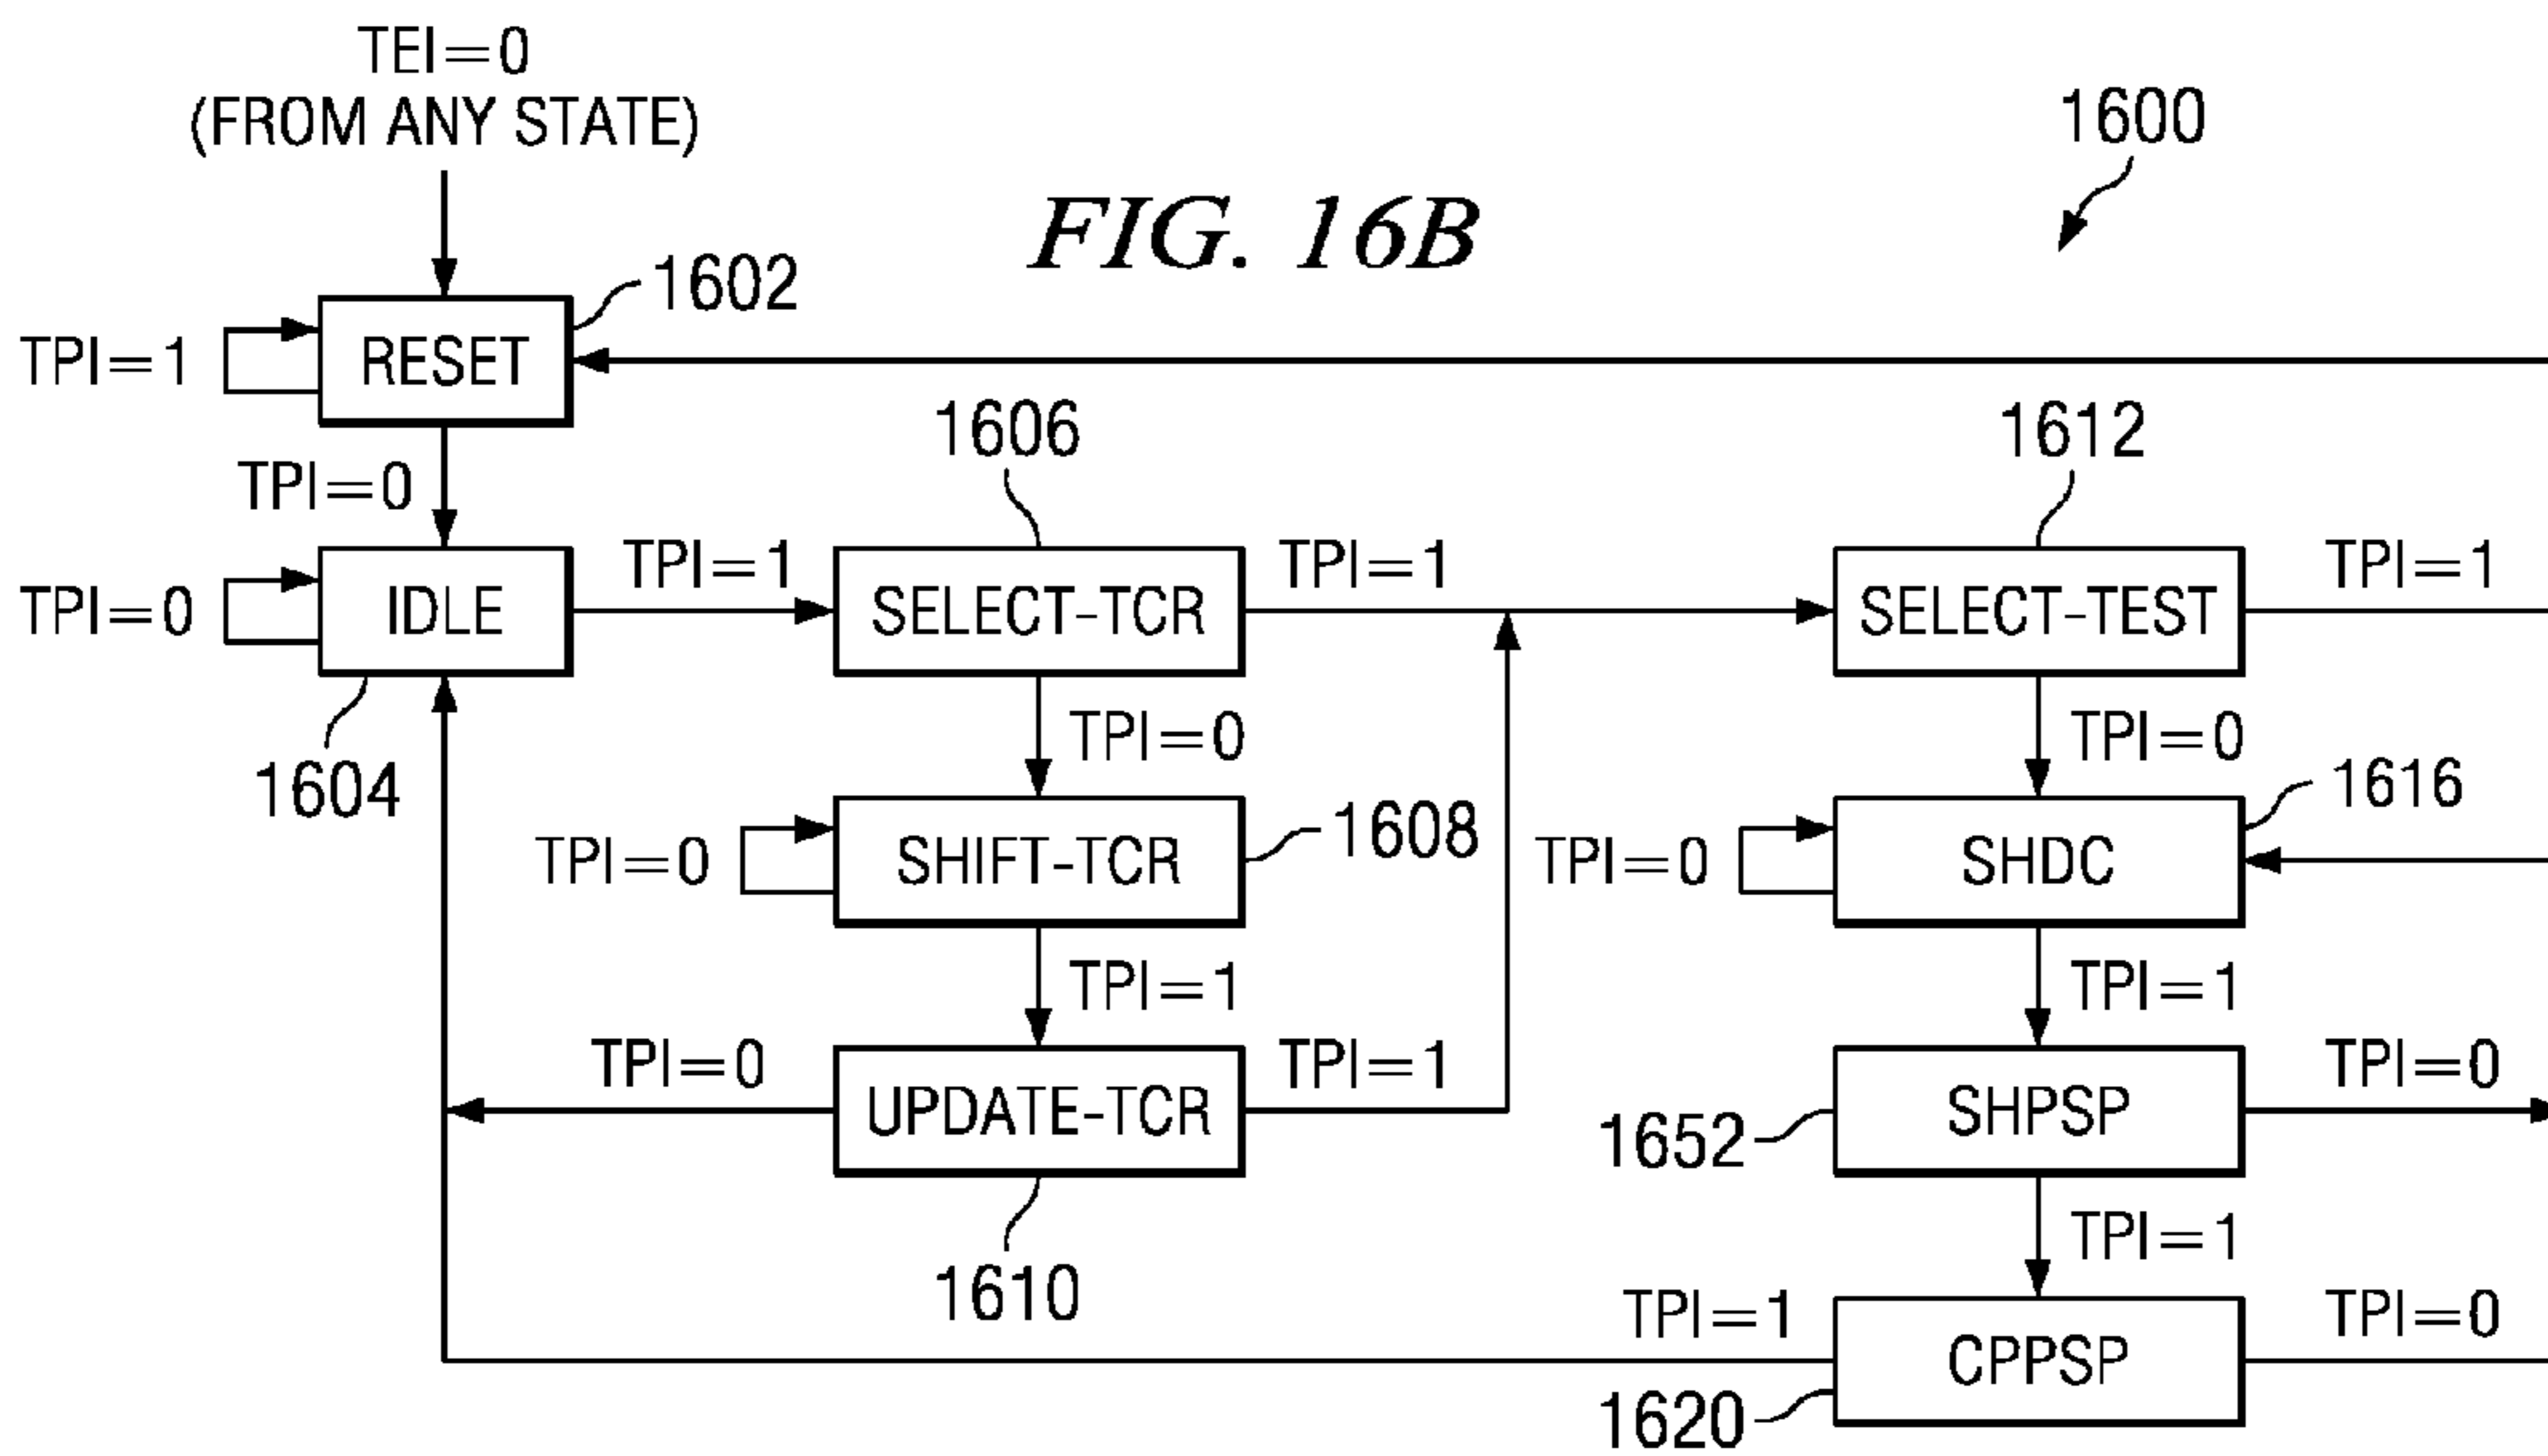 TEI=0
(FROM ANY STATE)
1600
FIG. 16B
1602
TPI=1
RESET
TPI=0
1606
1612
TPI=0
IDLE
TPI=1
SELECT-TCR
TPI=1
SELECT-TEST
TPI=1
1604
TPI=0
TPI=0
1616
TPI=0
SHIFT-TCR
1608
TPI=0
SHDC
TPI=1
TPI=1
TPI=0
UPDATE-TCR
TPI=1
1652
SHPSP
TPI=0
1610
TPI=1
TPI=1
CPPSP
TPI=0
1620